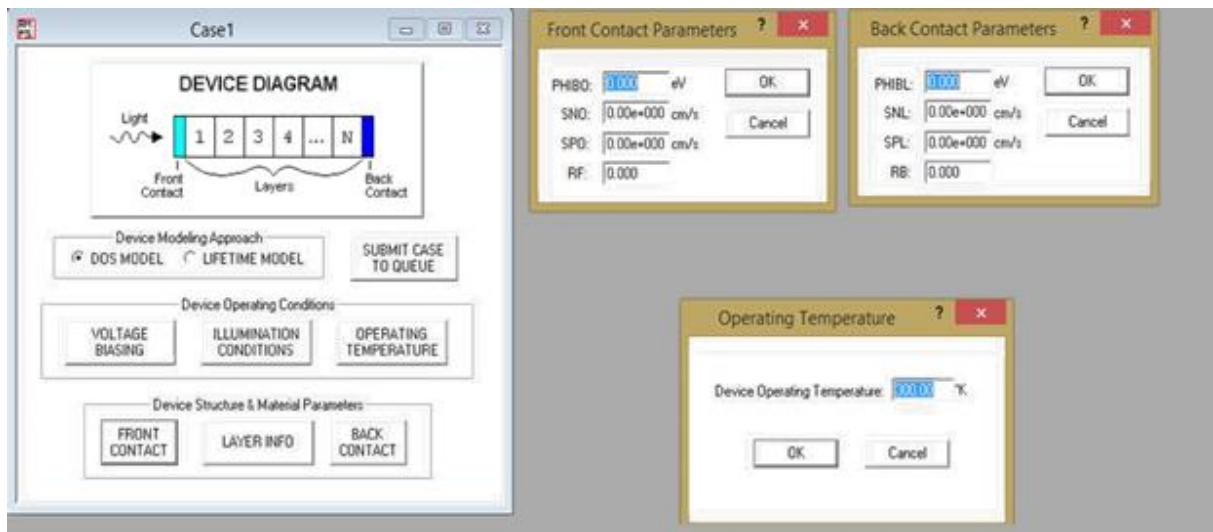 Case1
DEVICE DIAGRAM
Light
1 2 3 4 ... N
Front
Contact
Layers
Back
Contact
Device Modeling Approach
DOS MODEL LIFETIME MODEL
SUBMIT CASE
TO QUEUE
Device Operating Conditions
VOLTAGE
BIASING
ILLUMINATION
CONDITIONS
OPERATING
TEMPERATURE
Device Structure & Material Parameters
FRONT
CONTACT
LAYER INFO
BACK
CONTACT
Front Contact Parameters ?
PHIBO: 0.000 eV
OK
SNO: 0.00e+000 cm/s
Cancel
SPO: 0.00e+000 cm/s
RF: 0.000
Back Contact Parameters ?
PHIBL: 0.000 eV
OK
SNL: 0.00e+000 cm/s
Cancel
SPL: 0.00e+000 cm/s
RB: 0.000
Operating Temperature ?
Device Operating Temperature: 300.00 °K
OK Cancel